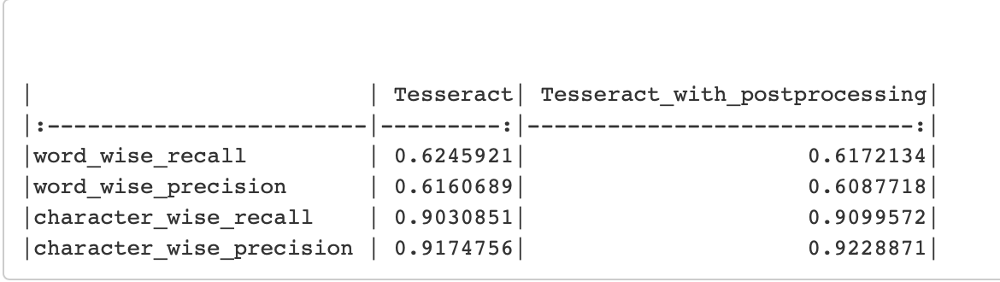 |                         | Tesseract| Tesseract_with_postprocessing|
|:------------------------|---------:|-----------------------------:|
|word_wise_recall         | 0.6245921|                     0.6172134|
|word_wise_precision      | 0.6160689|                     0.6087718|
|character_wise_recall    | 0.9030851|                     0.9099572|
|character_wise_precision | 0.9174756|                     0.9228871|